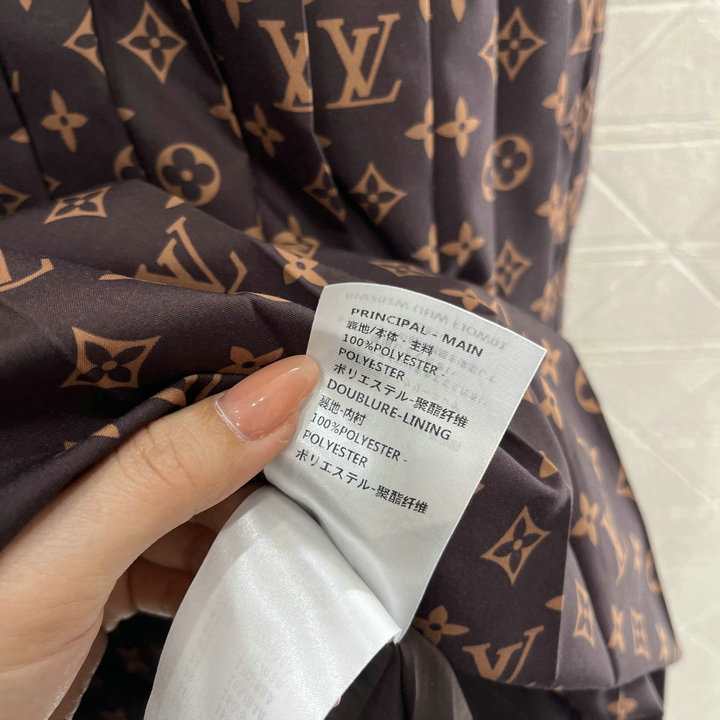 PRINCIPAL - MAIN
表地/本体 - 主料
100%POLYESTER -
POLYESTER
ポリエステル-聚酯纤维
DOUBLURE-LINING
裏地-内衬
100%POLYESTER -
POLYESTER
ポリエステル-聚酯纤维